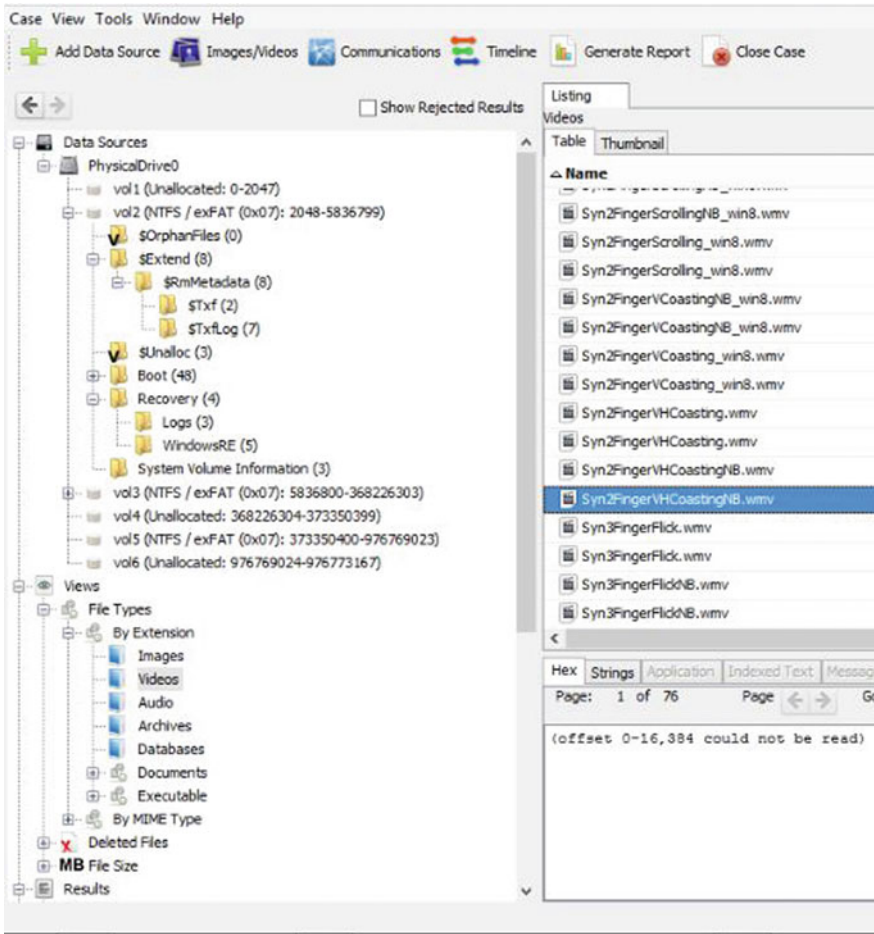 Case View Tools Window Help
Add Data Source Images/Videos Communications Timeline Generate Report Close Case
Show Rejected Results
Data Sources
PhysicalDrive0
vol1 (Unallocated: 0-2047)
vol2 (NTFS / exFAT (0x07): 2048-5836799)
$OrphanFiles (0)
$Extend (8)
$RmMetadata (8)
$Txf (2)
$TxfLog (7)
$Unalloc (3)
Boot (48)
Recovery (4)
Logs (3)
WindowsRE (5)
System Volume Information (3)
vol3 (NTFS / exFAT (0x07): 5836800-368226303)
vol4 (Unallocated: 368226304-373350399)
vol5 (NTFS / exFAT (0x07): 373350400-976769023)
vol6 (Unallocated: 976769024-976773167)
Views
File Types
By Extension
Images
Videos
Audio
Archives
Databases
Documents
Executable
By MIME Type
Deleted Files
MB File Size
Results
Listing
Videos
Table Thumbnail
Name
Syn2FingerScrollingNB_win8.wmv
Syn2FingerScrolling_win8.wmv
Syn2FingerScrolling_win8.wmv
Syn2FingerVCoastingNB_win8.wmv
Syn2FingerVCoastingNB_win8.wmv
Syn2FingerVCoasting_win8.wmv
Syn2FingerVCoasting_win8.wmv
Syn2FingerVHCoasting.wmv
Syn2FingerVHCoasting.wmv
Syn2FingerVHCoastingNB.wmv
Syn2FingerVHCoastingNB.wmv
Syn3FingerFlick.wmv
Syn3FingerFlick.wmv
Syn3FingerFlickNB.wmv
Syn3FingerFlickNB.wmv
Hex Strings Application Indexed Text Messag
Page: 1 of 76 Page Go
(offset 0-16,384 could not be read)